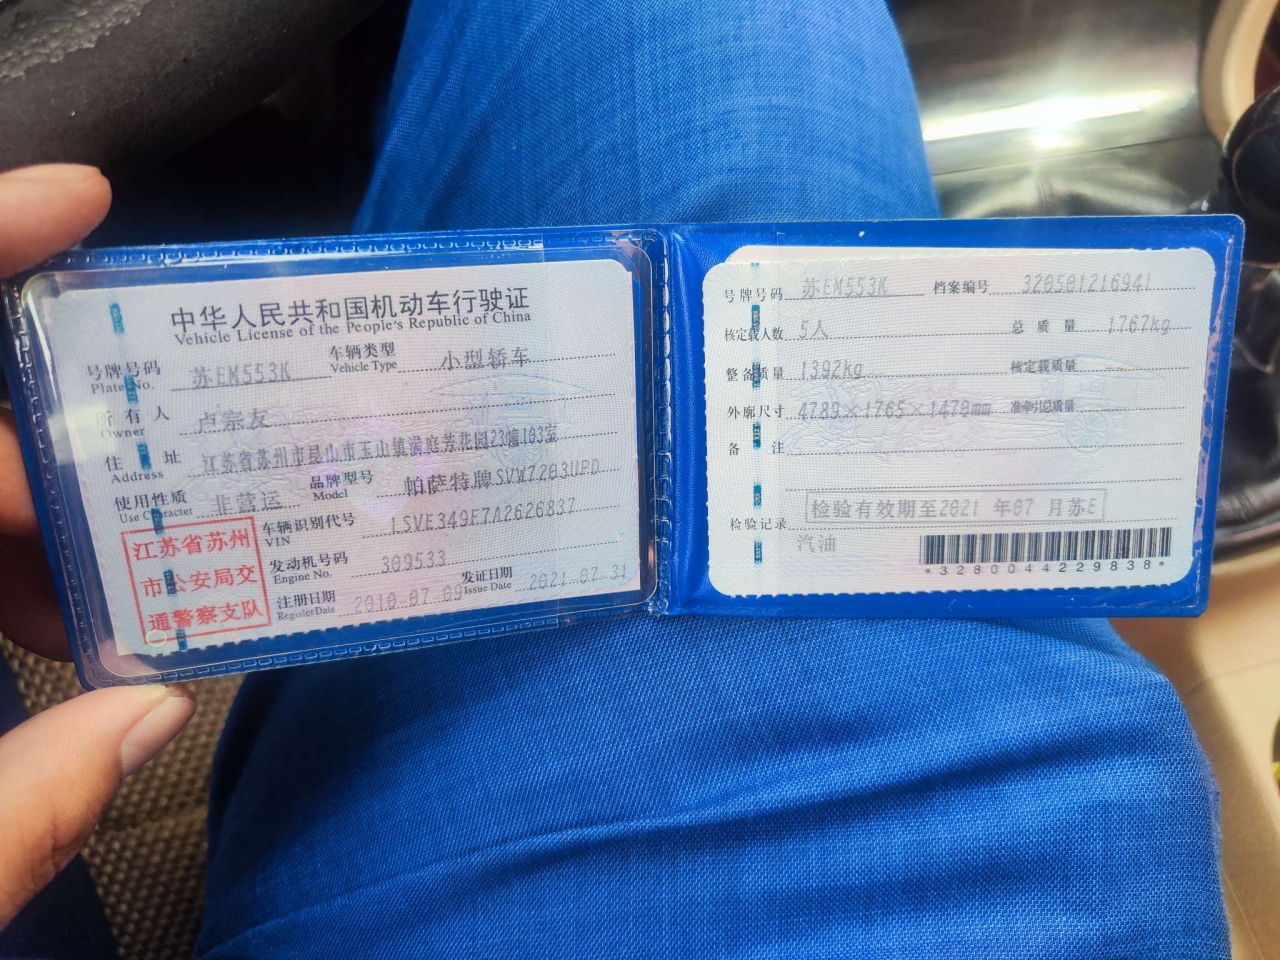 中华人民共和国机动车行驶证
Vehicle License of the People's Republic of China
号牌号码 苏EM553K 车辆类型 小型轿车
Plate No. Vehicle Type
所有人 卢宗友
Owner
住址 江苏省苏州市昆山市玉山镇满庭芳花园23幢103室
Address
使用性质 非营运 品牌型号 帕萨特牌SVW7203UPD
Use Character Model
车辆识别代号 LSVE349F7A2626837
VIN
发动机号码 309533
Engine No.
注册日期 2010-07-09 发证日期 2021-07-31
Register Date Issue Date
江苏省苏州
市公安局交
通警察支队
号牌号码 苏EM553K 档案编号 320501216941
核定载人数 5人 总质量 1767kg
整备质量 1392kg 核定载质量
外廓尺寸 4789×1765×1470mm 准牵引总质量
备注
检验有效期至2021年07月苏E
检验记录
汽油
*3280044229838*